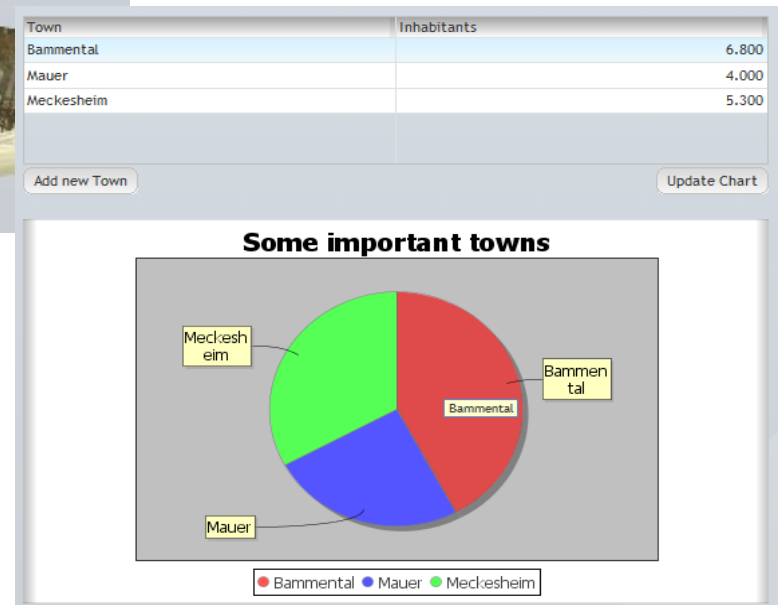 Town Inhabitants
Bammental 6.800
Mauer 4.000
Meckesheim 5.300
Add new Town Update Chart
Some important towns
Meckesh
eim
Bammen
tal
Bammental
Mauer
Bammental Mauer Meckesheim